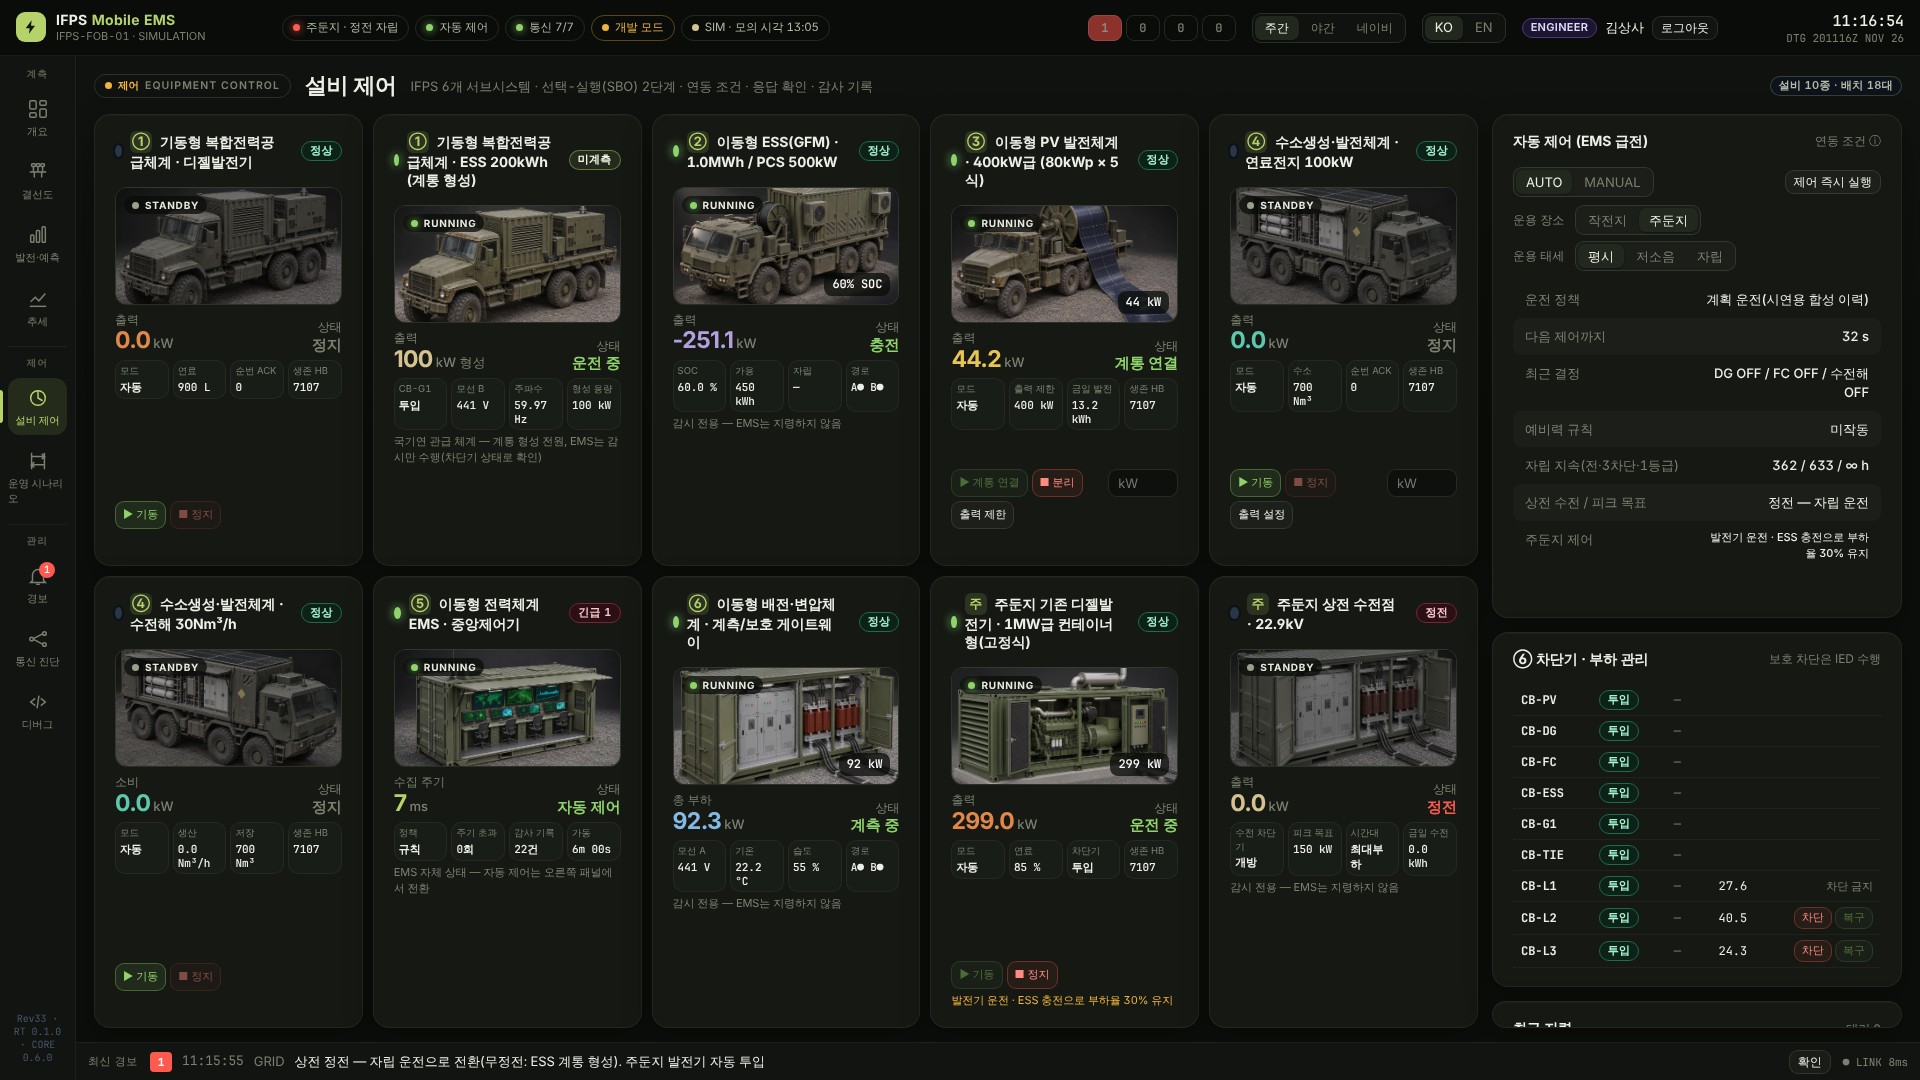 IFPS Mobile EMS
IFPS-FOB-01 · SIMULATION
주둔지 · 정전 자립
자동 제어
통신 7/7
개발 모드
SIM · 모의 시각 13:05
1 0 0 0
주간 야간 네이비
KO EN
ENGINEER 김상사 로그아웃
11:16:54
DTG 201116Z NOV 26
계측
개요
결선도
발전·예측
추세
제어
설비 제어
운영 시나리오
관리
1
경보
통신 진단
디버그
Rev33 ·
RT 0.1.0
· CORE
0.6.0
제어 EQUIPMENT CONTROL
설비 제어
IFPS 6개 서브시스템 · 선택-실행(SBO) 2단계 · 연동 조건 · 응답 확인 · 감사 기록
설비 10종 · 배치 18대
① 기동형 복합전력공
급체계 · 디젤발전기
정상
STANDBY
출력
0.0 kW
상태
정지
모드 자동
연료 900 L
순번 ACK 0
생존 HB 7107
▶ 기동 ■ 정지
① 기동형 복합전력공
급체계 · ESS 200kWh
(계통 형성)
미계측
RUNNING
출력
100 kW 형성
상태
운전 중
CB-G1 투입
모선 B 441 V
주파수 59.97 Hz
형성 용량 100 kW
국기연 관급 체계 — 계통 형성 전원, EMS는 감
시만 수행(차단기 상태로 확인)
② 이동형 ESS(GFM) ·
1.0MWh / PCS 500kW
정상
RUNNING
60% SOC
출력
-251.1 kW
상태
충전
SOC 60.0 %
가용 450 kWh
자립 —
경로 A● B●
감시 전용 — EMS는 지령하지 않음
③ 이동형 PV 발전체계
· 400kW급 (80kWp × 5
식)
정상
RUNNING
44 kW
출력
44.2 kW
상태
계통 연결
모드 자동
출력 제한 400 kW
금일 발전 13.2 kWh
생존 HB 7107
▶ 계통 연결 ■ 분리 kW
출력 제한
④ 수소생성·발전체계 ·
연료전지 100kW
정상
STANDBY
출력
0.0 kW
상태
정지
모드 자동
수소 700 Nm³
순번 ACK 0
생존 HB 7107
▶ 기동 ■ 정지 kW
출력 설정
④ 수소생성·발전체계 ·
수전해 30Nm³/h
정상
STANDBY
소비
0.0 kW
상태
정지
모드 자동
생산 0.0 Nm³/h
저장 700 Nm³
생존 HB 7107
▶ 기동 ■ 정지
⑤ 이동형 전력체계
EMS · 중앙제어기
긴급 1
RUNNING
수집 주기
7 ms
상태
자동 제어
정책 규칙
주기 초과 0회
감사 기록 22건
가동 6m 00s
EMS 자체 상태 — 자동 제어는 오른쪽 패널에
서 전환
⑥ 이동형 배전·변압체
계 · 계측/보호 게이트웨
이
정상
RUNNING
92 kW
총 부하
92.3 kW
상태
계측 중
모선 A 441 V
기온 22.2 °C
습도 55 %
경로 A● B●
감시 전용 — EMS는 지령하지 않음
주 주둔지 기존 디젤발
전기 · 1MW급 컨테이너
형(고정식)
정상
RUNNING
299 kW
출력
299.0 kW
상태
운전 중
모드 자동
연료 85 %
차단기 투입
생존 HB 7107
▶ 기동 ■ 정지
발전기 운전 · ESS 충전으로 부하율 30% 유지
주 주둔지 상전 수전점
· 22.9kV
정전
STANDBY
출력
0.0 kW
상태
정전
수전 차단기 개방
피크 목표 150 kW
시간대 최대부하
금일 수전 0.0 kWh
감시 전용 — EMS는 지령하지 않음
자동 제어 (EMS 급전) 연동 조건 ⓘ
AUTO MANUAL 제어 즉시 실행
운용 장소 작전지 주둔지
운용 태세 평시 저소음 자립
운전 정책 계획 운전(시연용 합성 이력)
다음 제어까지 32 s
최근 결정 DG OFF / FC OFF / 수전해
OFF
예비력 규칙 미작동
자립 지속(전·3차단·1등급) 362 / 633 / ∞ h
상전 수전 / 피크 목표 정전 — 자립 운전
주둔지 제어 발전기 운전 · ESS 충전으로 부하
율 30% 유지
⑥ 차단기 · 부하 관리 보호 차단은 IED 수행
CB-PV 투입 —
CB-DG 투입 —
CB-FC 투입 —
CB-ESS 투입 —
CB-G1 투입 —
CB-TIE 투입 —
CB-L1 투입 — 27.6 차단 금지
CB-L2 투입 — 40.5 차단 복구
CB-L3 투입 — 24.3 차단 복구
최신 경보 1 11:15:55 GRID 상전 정전 — 자립 운전으로 전환(무정전: ESS 계통 형성). 주둔지 발전기 자동 투입
확인 LINK 8ms